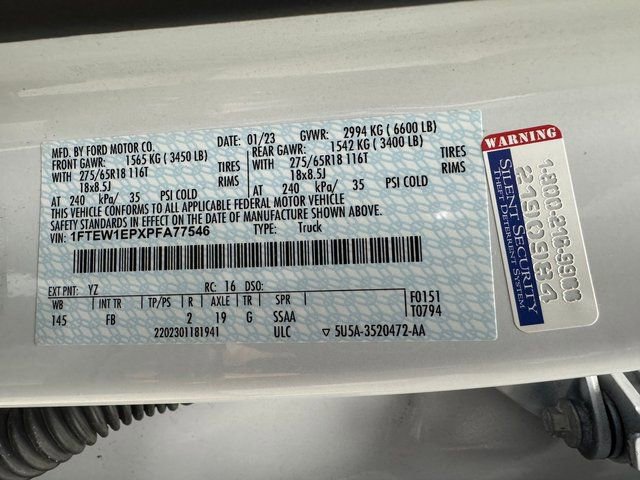 MFD. BY FORD MOTOR CO. DATE: 01/23 GVWR: 2994 KG (6600 LB)
FRONT GAWR: 1565 KG (3450 LB) REAR GAWR: 1542 KG (3400 LB)
WITH 275/65R18 116T TIRES WITH 275/65R18 116T TIRES
18x8.5J RIMS 18x8.5J RIMS
AT 240 kPa/ 35 PSI COLD AT 240 kPa/ 35 PSI COLD
THIS VEHICLE CONFORMS TO ALL APPLICABLE FEDERAL MOTOR VEHICLE
SAFETY STANDARDS IN EFFECT ON THE DATE OF MANUFACTURE SHOWN ABOVE.
VIN: 1FTEW1EPXPFA77546 TYPE: Truck
EXT PNT: YZ RC: 16 DSO:
WB INT TR TP/PS R AXLE TR SPR F0151
145 FB 2 19 G SSAA T0794
2202301181941 ULC ▽ 5U5A-3520472-AA
WARNING
SILENT SECURITY
THEFT DETERRENT SYSTEM